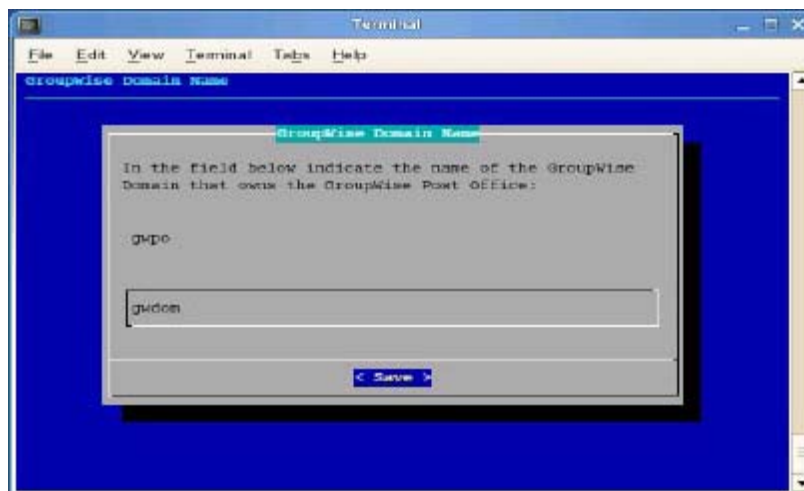 Terminal
File Edit View Terminal Tabs Help
GroupWise Domain Name
GroupWise Domain Name
In the field below indicate the name of the GroupWise
Domain that owns the GroupWise Post Office:
gwpo
gwdom
< Save >